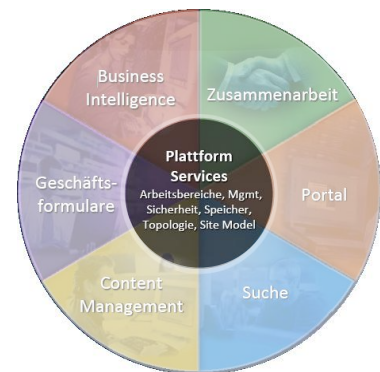 Business
Intelligence
Zusammenarbeit
Geschäfts-
formulare
Plattform
Services
Arbeitsbereiche, Mgmt,
Sicherheit, Speicher,
Topologie, Site Model
Portal
Content
Management
Suche